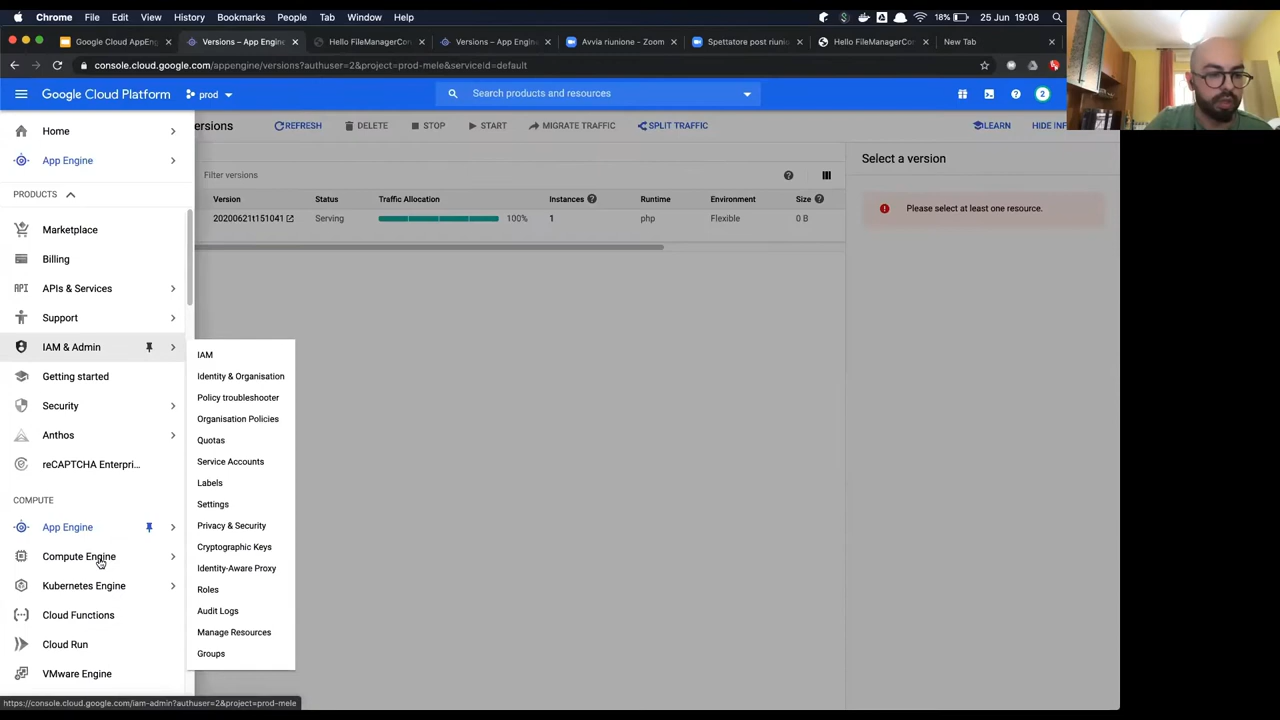 Chrome File Edit View History Bookmarks People Tab Window Help
18% 25 Jun 19:08
Google Cloud AppEng
Versions – App Engine
Hello FileManagerCon
Versions – App Engine
Avvia riunione - Zoom
Spettatore post riunio
Hello FileManagerCon
New Tab
console.cloud.google.com/appengine/versions?authuser=2&project=prod-mele&serviceId=default
Google Cloud Platform
prod
Search products and resources
2
Home
ersions
REFRESH
DELETE
STOP
START
MIGRATE TRAFFIC
SPLIT TRAFFIC
LEARN
HIDE INF
App Engine
Select a version
Filter versions
PRODUCTS
Version Status Traffic Allocation Instances Runtime Environment Size
20200621t151041 Serving 100% 1 php Flexible 0 B
Please select at least one resource.
Marketplace
Billing
API APIs & Services
Support
IAM & Admin
Getting started
Security
Anthos
reCAPTCHA Enterpri...
COMPUTE
App Engine
Compute Engine
Kubernetes Engine
Cloud Functions
Cloud Run
VMware Engine
IAM
Identity & Organisation
Policy troubleshooter
Organisation Policies
Quotas
Service Accounts
Labels
Settings
Privacy & Security
Cryptographic Keys
Identity-Aware Proxy
Roles
Audit Logs
Manage Resources
Groups
https://console.cloud.google.com/iam-admin?authuser=2&project=prod-mele